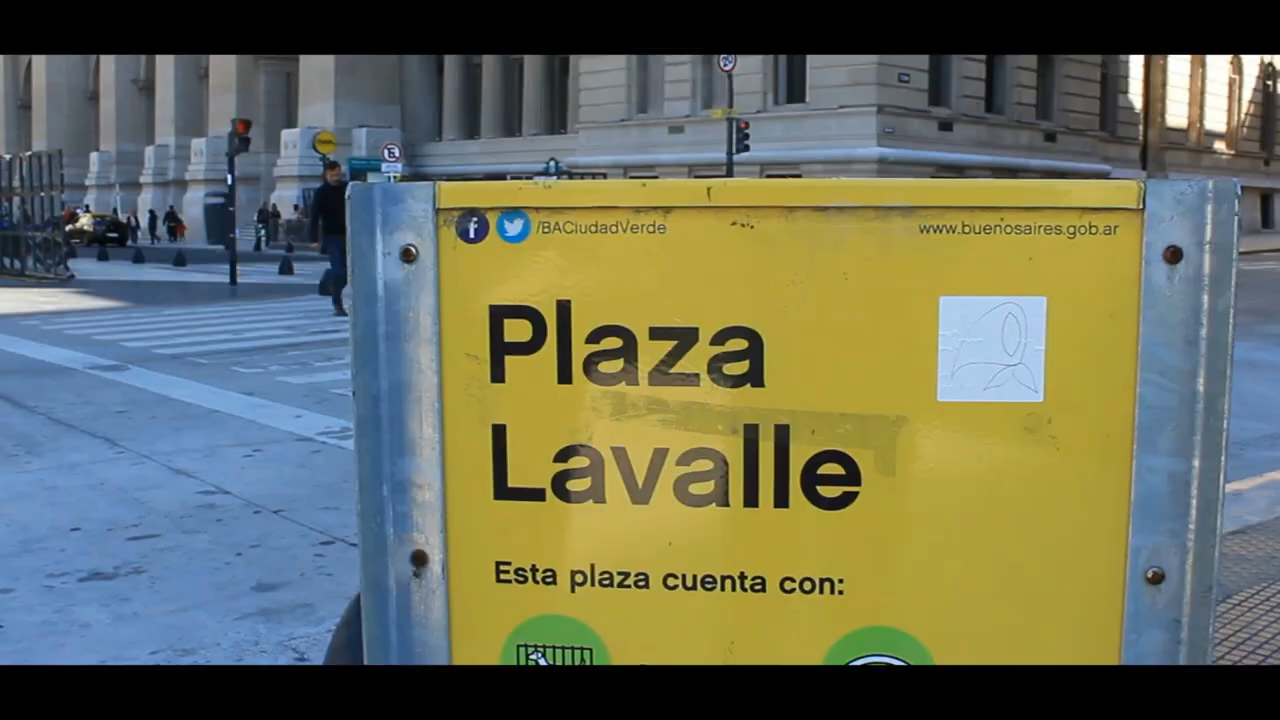 /BACiudadVerde
www.buenosaires.gob.ar
Plaza
Lavalle
Esta plaza cuenta con: